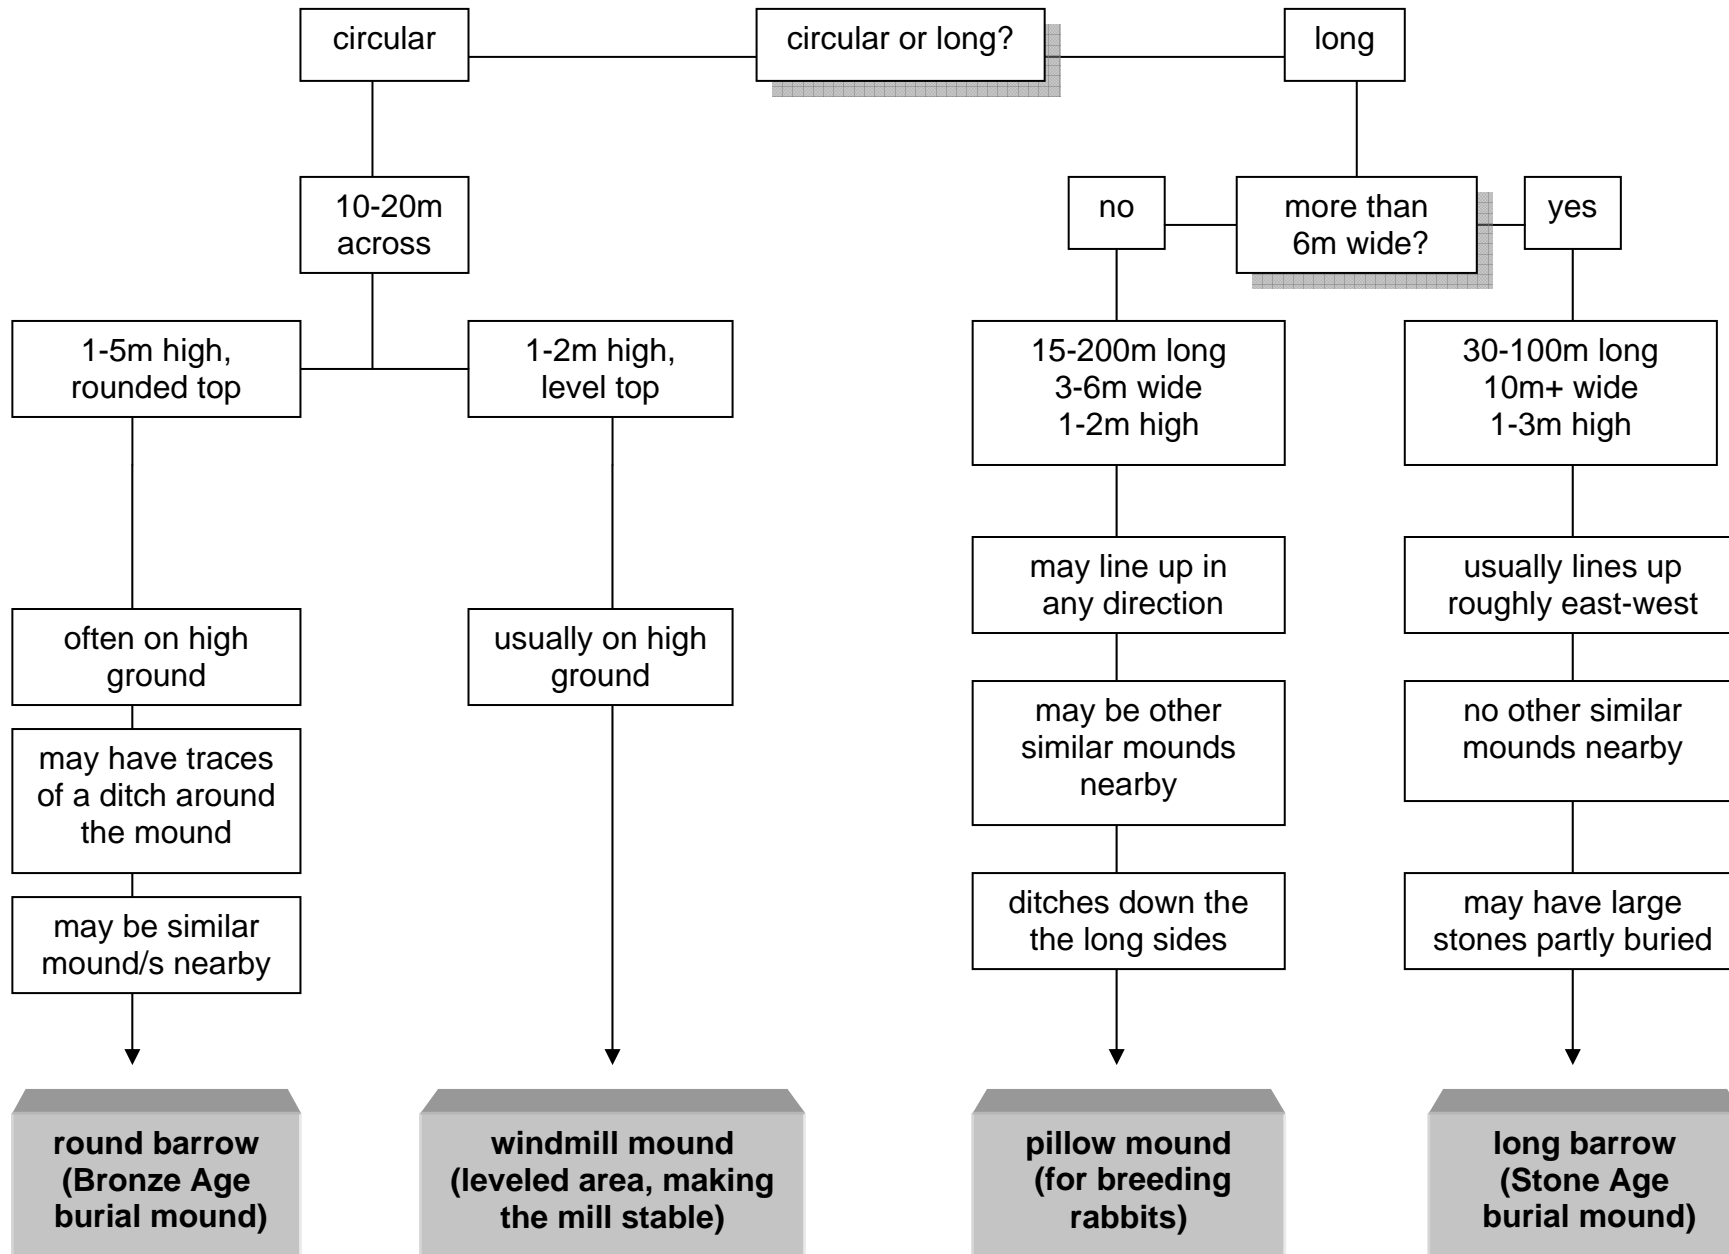 circular
circular or long?
long
10-20m
across
no
more than
6m wide?
yes
1-5m high,
rounded top
1-2m high,
level top
15-200m long
3-6m wide
1-2m high
30-100m long
10m+ wide
1-3m high
may line up in
any direction
usually lines up
roughly east-west
often on high
ground
usually on high
ground
may be other
similar mounds
nearby
no other similar
mounds nearby
may have traces
of a ditch around
the mound
may be similar
mound/s nearby
ditches down the
the long sides
may have large
stones partly buried
round barrow
(Bronze Age
burial mound)
windmill mound
(leveled area, making
the mill stable)
pillow mound
(for breeding
rabbits)
long barrow
(Stone Age
burial mound)